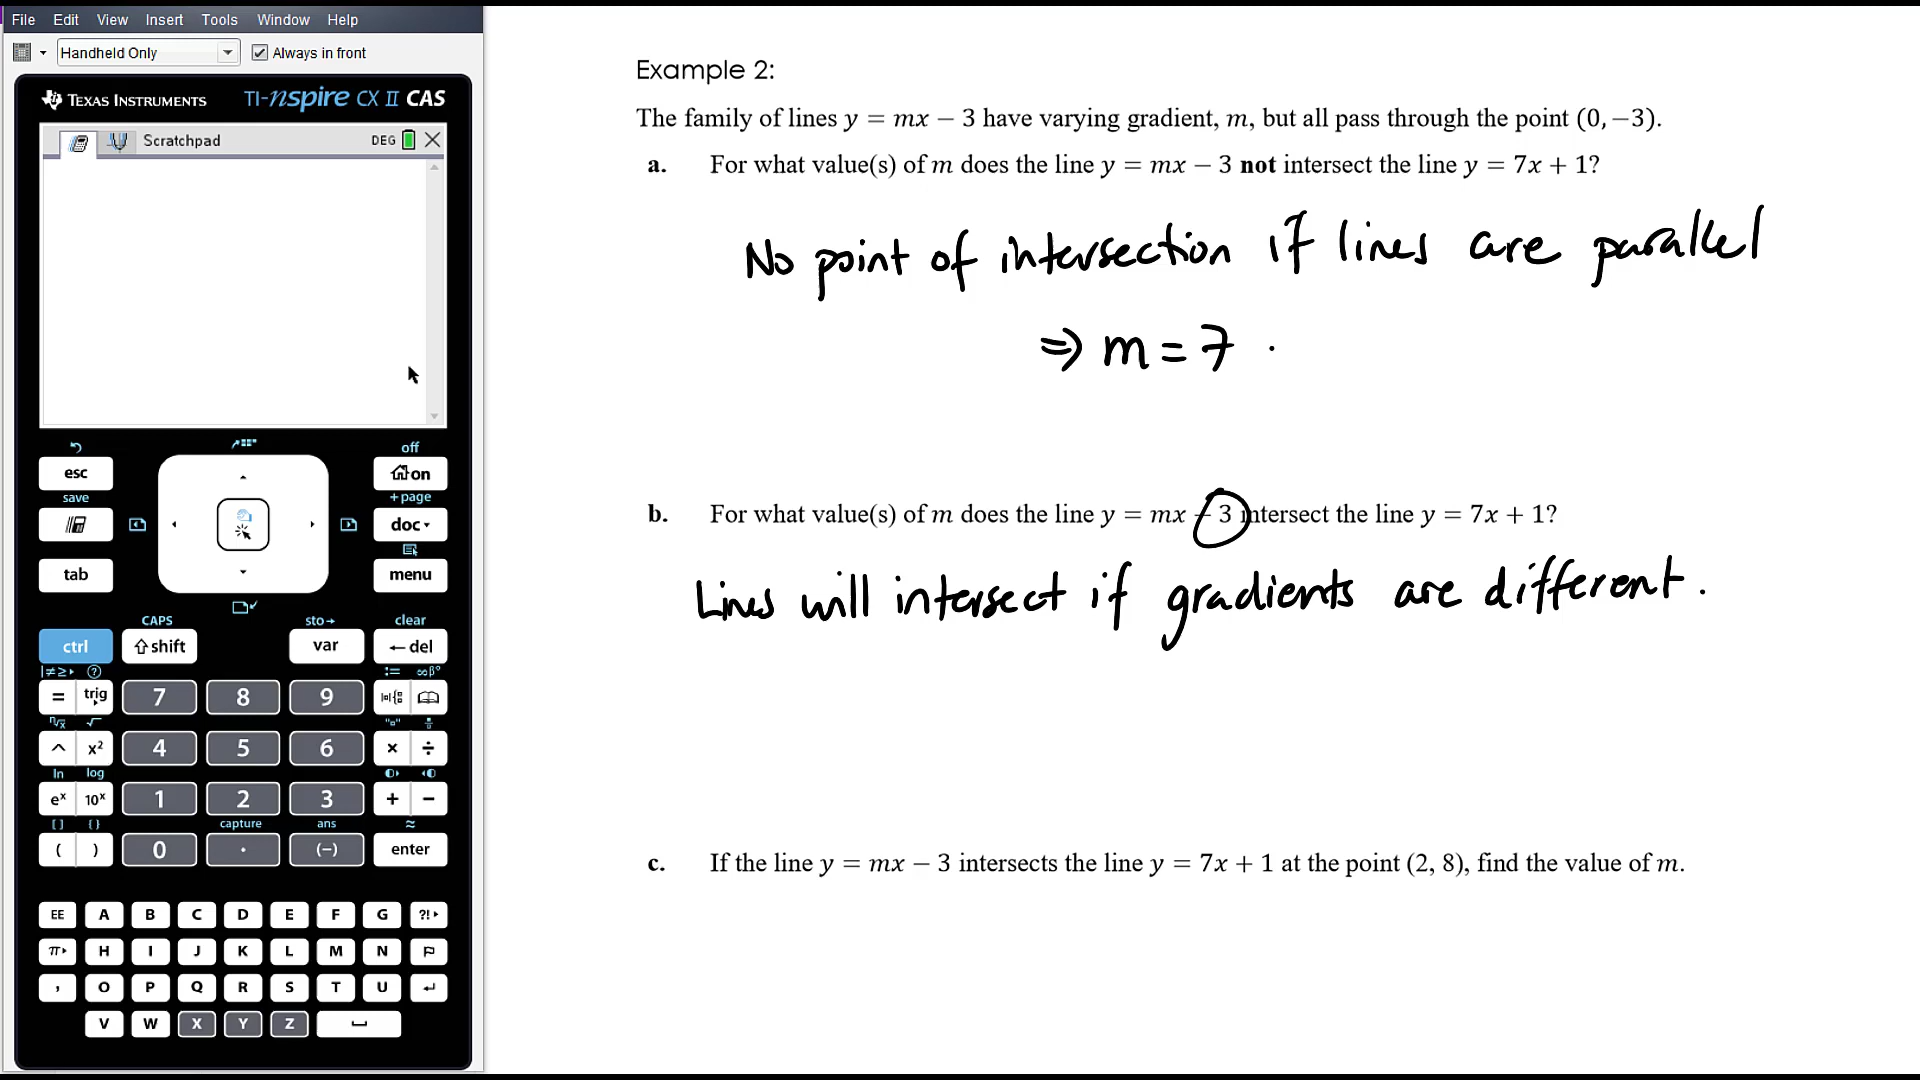 File Edit View Insert Tools Window Help
Handheld Only Always in front
TEXAS INSTRUMENTS TI-nspire CX II CAS
Scratchpad DEG
off
esc on
save + page
doc
tab menu
CAPS sto→ clear
ctrl ⇧shift var ←del
|≠≥▸ ? := ∞β°
= trig 7 8 9
ⁿ√x √ "▫"
^ x² 4 5 6 × ÷
ln log
eˣ 10ˣ 1 2 3 + −
[ ] { } capture ans ≈
( ) 0 . (−) enter
EE A B C D E F G ?!▸
π▸ H I J K L M N
, O P Q R S T U ↵
V W X Y Z
Example 2:
The family of lines y = mx − 3 have varying gradient, m, but all pass through the point (0, −3).
a. For what value(s) of m does the line y = mx − 3 not intersect the line y = 7x + 1?
No point of intersection if lines are parallel
⇒ m = 7 .
b. For what value(s) of m does the line y = mx − 3 intersect the line y = 7x + 1?
Lines will intersect if gradients are different.
c. If the line y = mx − 3 intersects the line y = 7x + 1 at the point (2, 8), find the value of m.